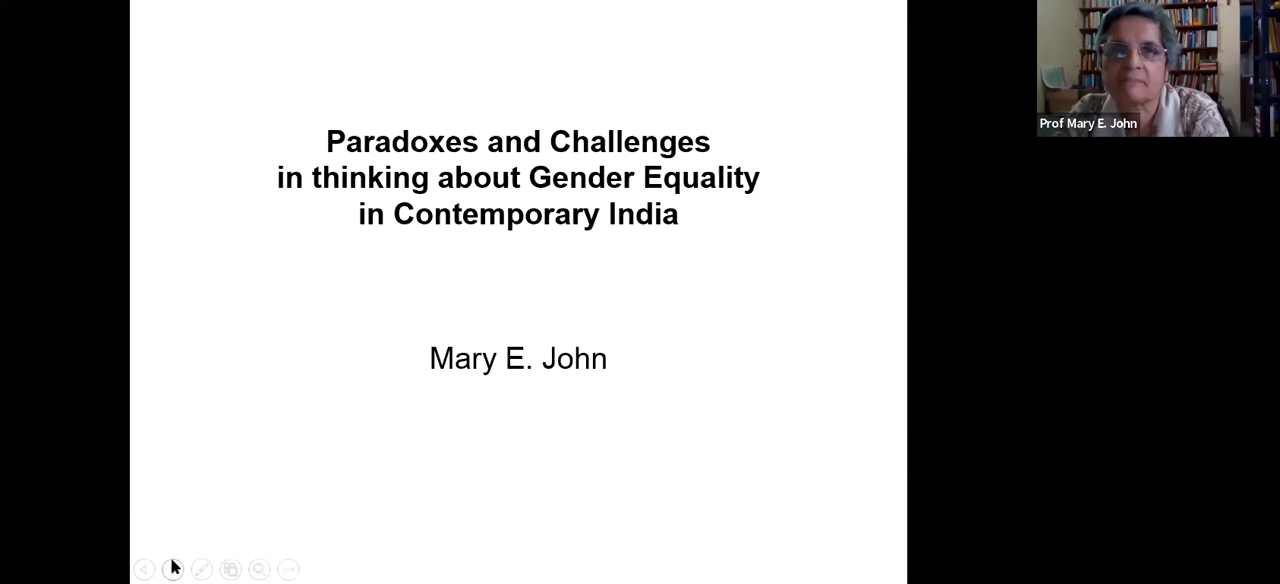 Paradoxes and Challenges
in thinking about Gender Equality
in Contemporary India
Mary E. John
Prof Mary E. John